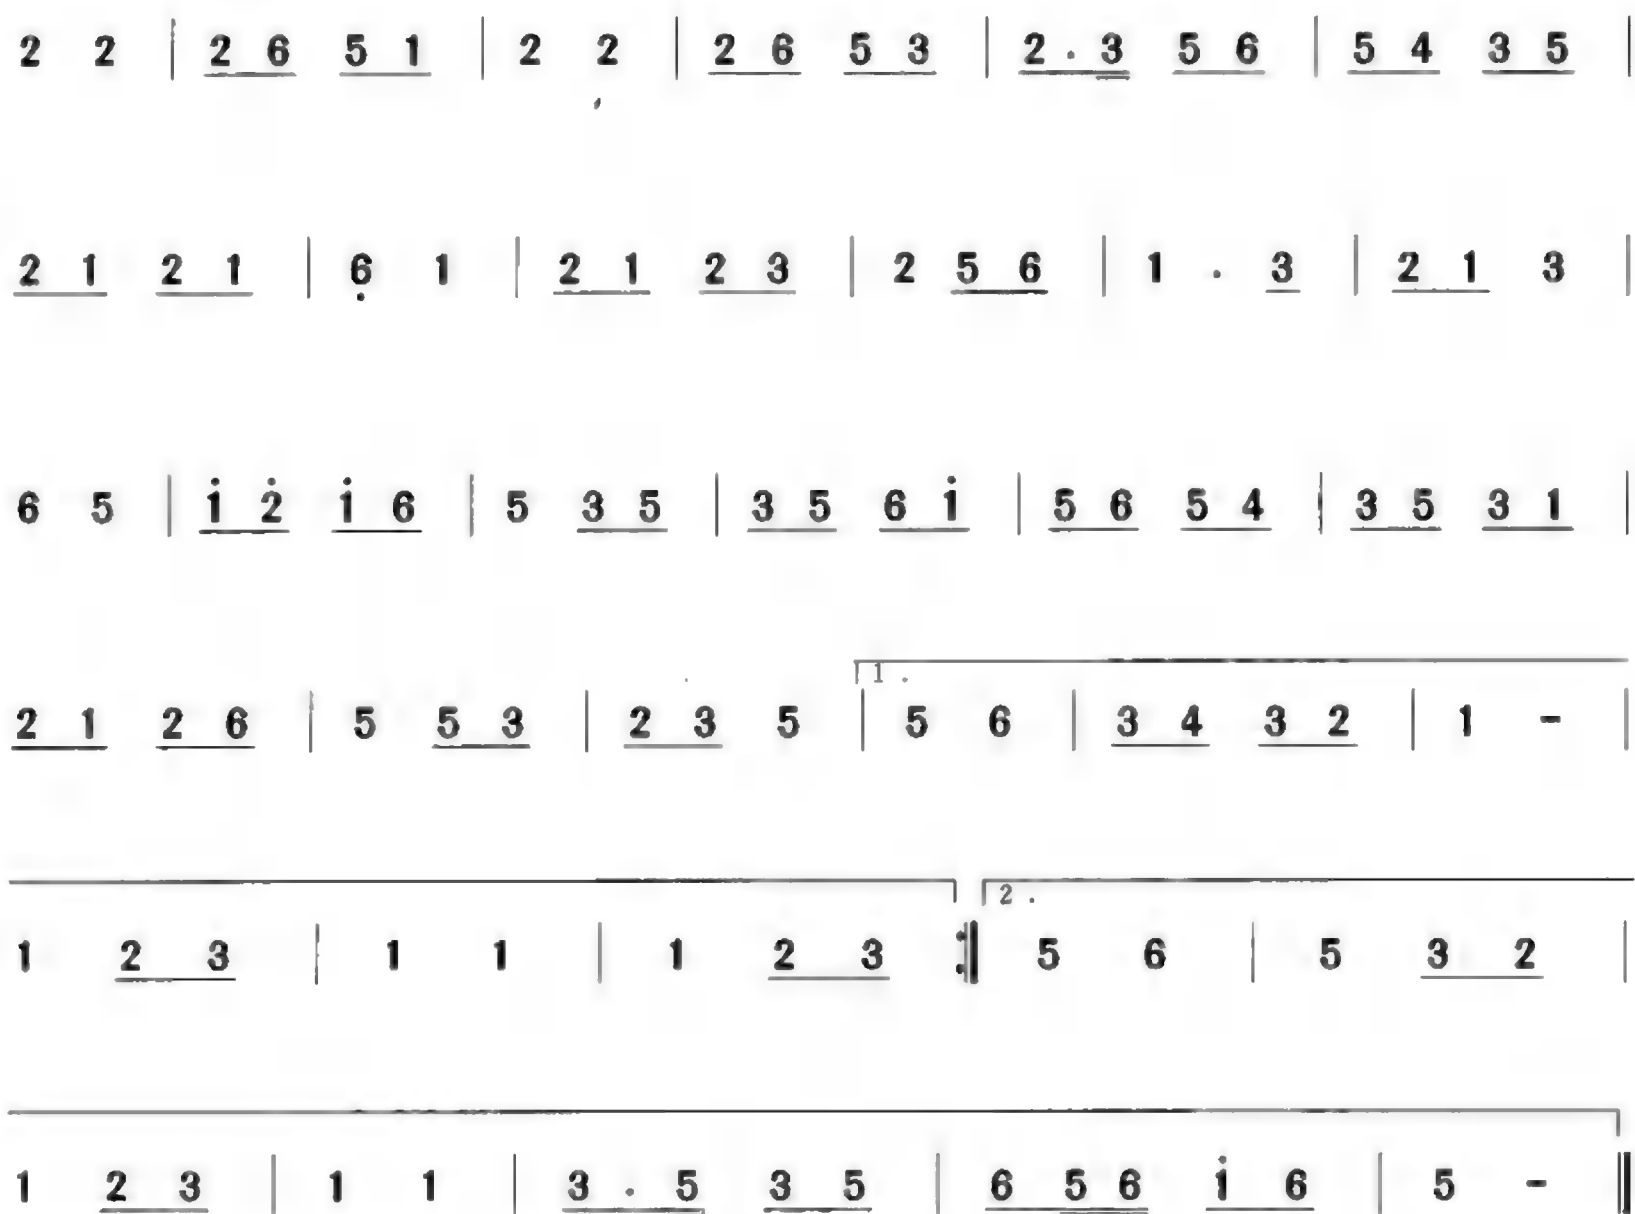 2 2 | 2 6 5 1 | 2 2 | 2 6 5 3 | 2 · 3 5 6 | 5 4 3 5 |
2 1 2 1 | 6̣ 1 | 2 1 2 3 | 2 5 6 | 1 · 3 | 2 1 3 |
6 5 | 1̇ 2̇ 1̇ 6 | 5 3 5 | 3 5 6 1̇ | 5 6 5 4 | 3 5 3 1 |
1.
2 1 2 6 | 5 5 3 | 2 3 5 | 5 6 | 3 4 3 2 | 1 - |
2.
1 2 3 | 1 1 | 1 2 3 :‖ 5 6 | 5 3 2 |
1 2 3 | 1 1 | 3 · 5 3 5 | 6 5 6 1̇ 6 | 5 - ‖